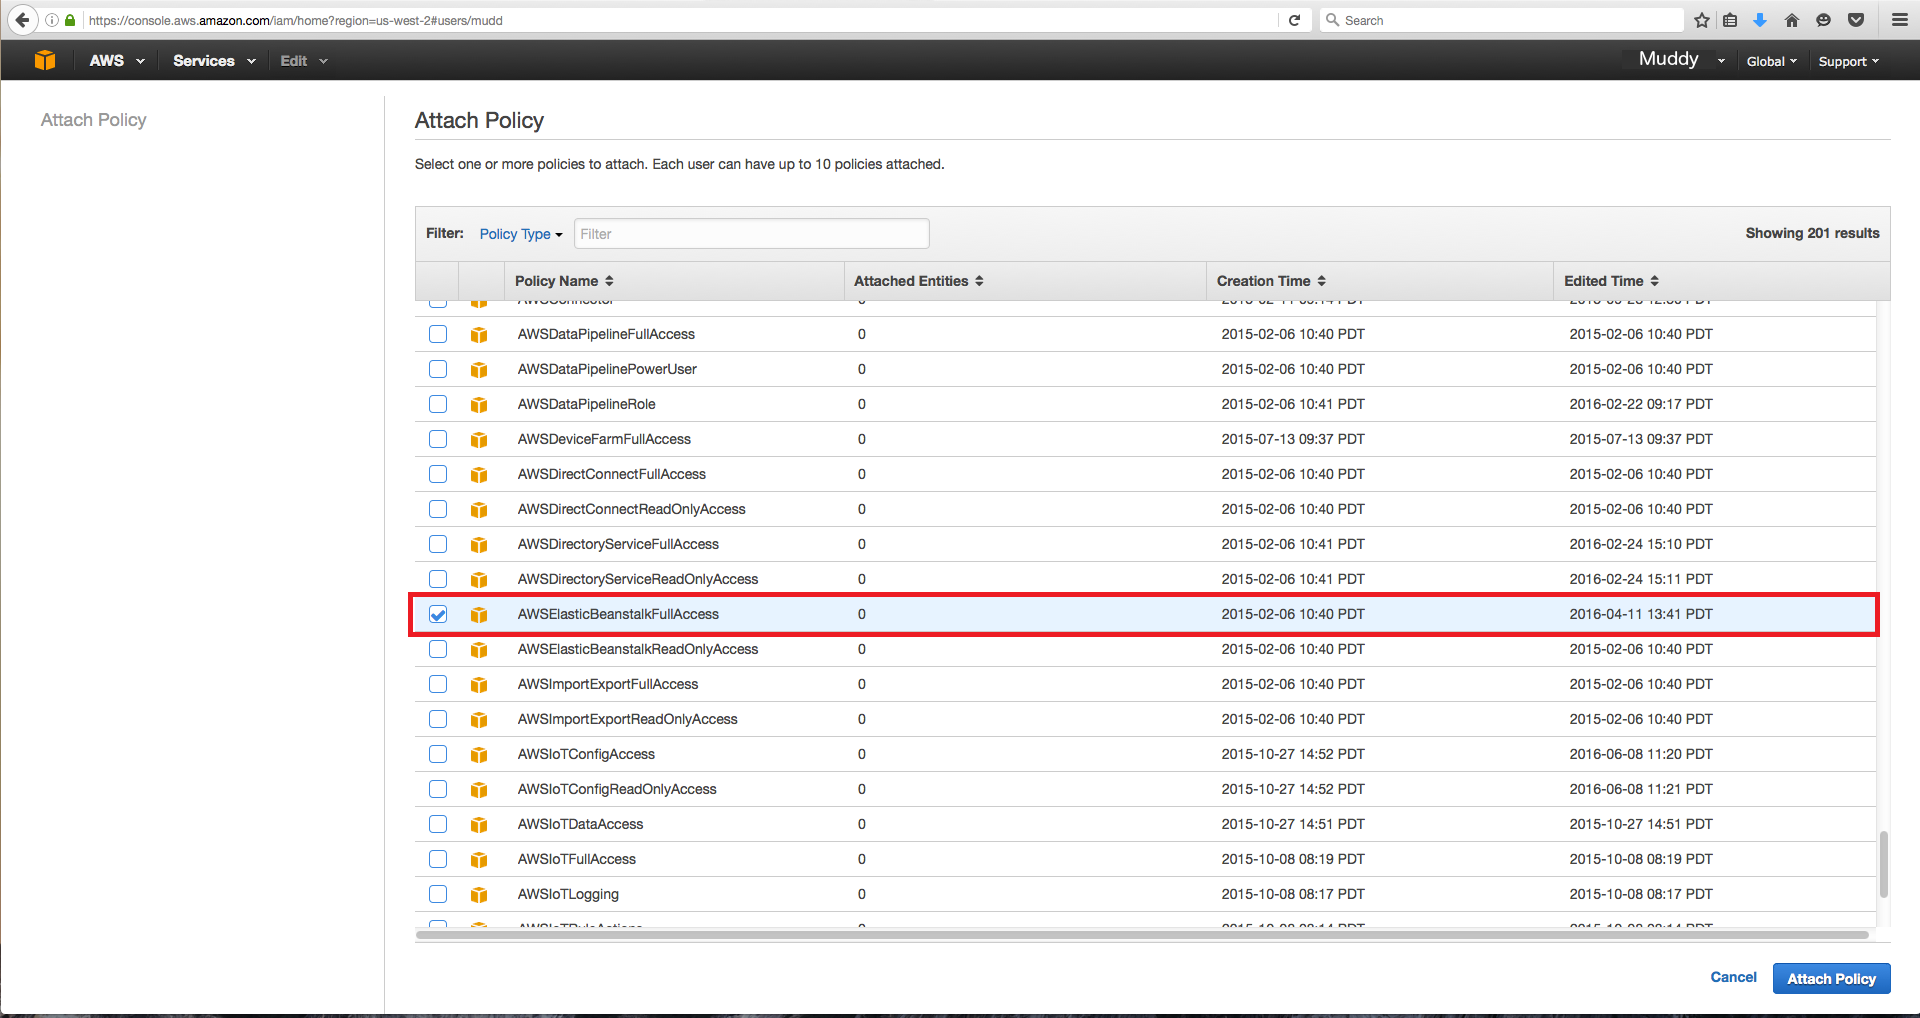 https://console.aws.amazon.com/iam/home?region=us-west-2#users/mudd Search
AWS Services Edit Muddy Global Support
Attach Policy
Attach Policy
Select one or more policies to attach. Each user can have up to 10 policies attached.
Filter: Policy Type Filter Showing 201 results
Policy Name Attached Entities Creation Time Edited Time
AWSDataPipelineFullAccess 0 2015-02-06 10:40 PDT 2015-02-06 10:40 PDT
AWSDataPipelinePowerUser 0 2015-02-06 10:40 PDT 2015-02-06 10:40 PDT
AWSDataPipelineRole 0 2015-02-06 10:41 PDT 2016-02-22 09:17 PDT
AWSDeviceFarmFullAccess 0 2015-07-13 09:37 PDT 2015-07-13 09:37 PDT
AWSDirectConnectFullAccess 0 2015-02-06 10:40 PDT 2015-02-06 10:40 PDT
AWSDirectConnectReadOnlyAccess 0 2015-02-06 10:40 PDT 2015-02-06 10:40 PDT
AWSDirectoryServiceFullAccess 0 2015-02-06 10:41 PDT 2016-02-24 15:10 PDT
AWSDirectoryServiceReadOnlyAccess 0 2015-02-06 10:41 PDT 2016-02-24 15:11 PDT
AWSElasticBeanstalkFullAccess 0 2015-02-06 10:40 PDT 2016-04-11 13:41 PDT
AWSElasticBeanstalkReadOnlyAccess 0 2015-02-06 10:40 PDT 2015-02-06 10:40 PDT
AWSImportExportFullAccess 0 2015-02-06 10:40 PDT 2015-02-06 10:40 PDT
AWSImportExportReadOnlyAccess 0 2015-02-06 10:40 PDT 2015-02-06 10:40 PDT
AWSIoTConfigAccess 0 2015-10-27 14:52 PDT 2016-06-08 11:20 PDT
AWSIoTConfigReadOnlyAccess 0 2015-10-27 14:52 PDT 2016-06-08 11:21 PDT
AWSIoTDataAccess 0 2015-10-27 14:51 PDT 2015-10-27 14:51 PDT
AWSIoTFullAccess 0 2015-10-08 08:19 PDT 2015-10-08 08:19 PDT
AWSIoTLogging 0 2015-10-08 08:17 PDT 2015-10-08 08:17 PDT
Cancel Attach Policy